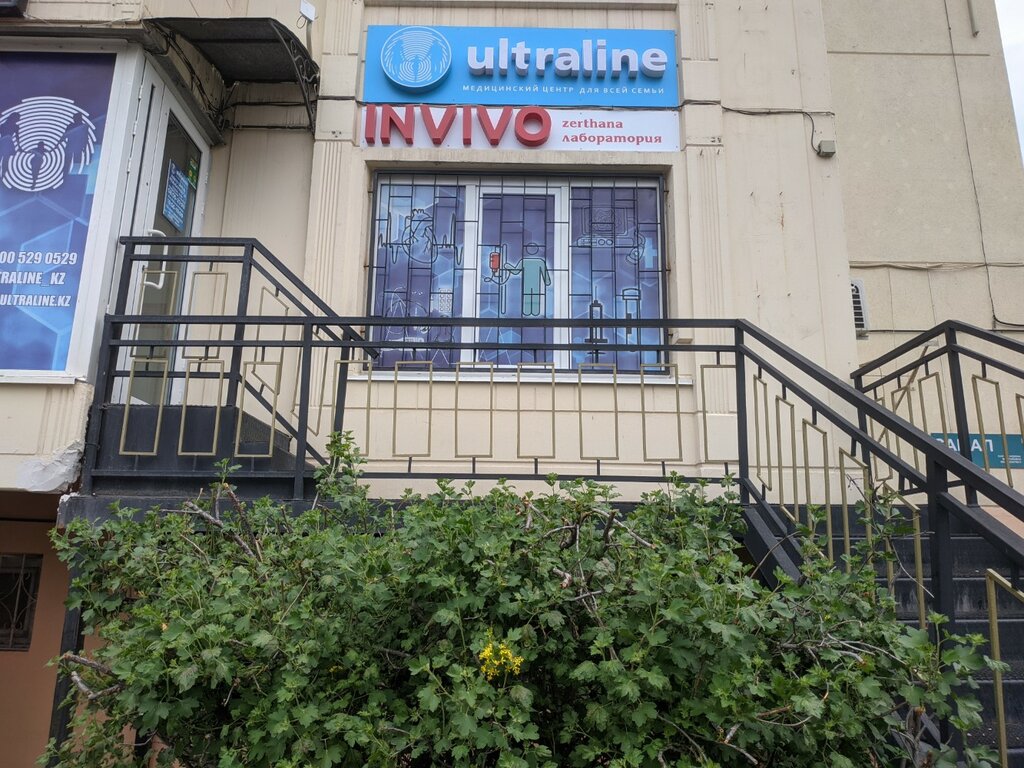 ultraline
МЕДИЦИНСКИЙ ЦЕНТР ДЛЯ ВСЕЙ СЕМЬИ
INVIVO
zerthana
лаборатория
00 529 0529
TRALINE_KZ
ULTRALINE.KZ